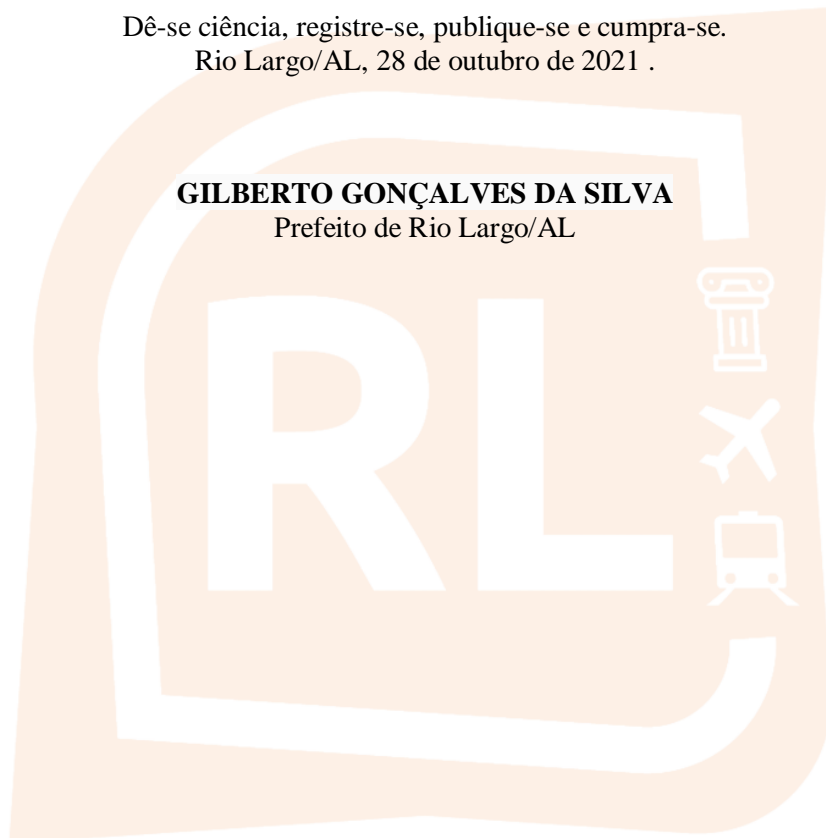 Dê-se ciência, registre-se, publique-se e cumpra-se.
Rio Largo/AL, 28 de outubro de 2021 .
GILBERTO GONÇALVES DA SILVA
Prefeito de Rio Largo/AL
RL